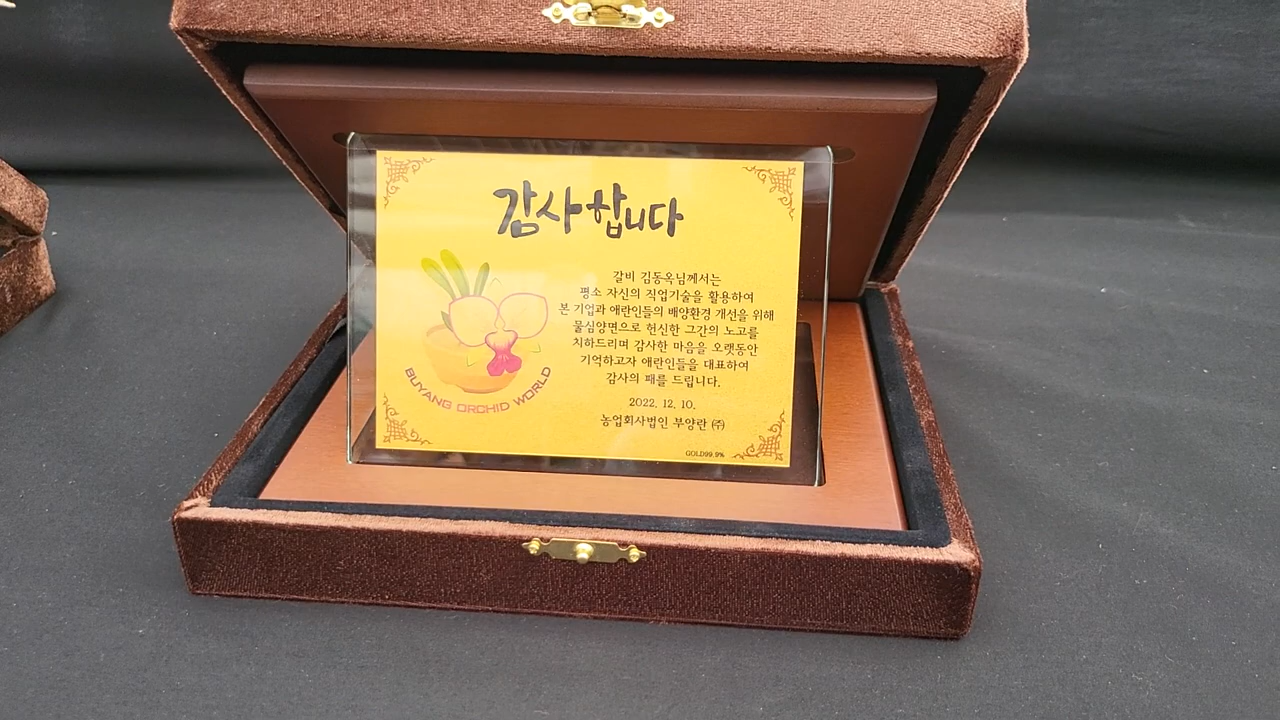 감사합니다
갈비 김동옥님께서는
평소 자신의 직업기술을 활용하여
본 기업과 애란인들의 배양환경 개선을 위해
물심양면으로 헌신한 그간의 노고를
치하드리며 감사한 마음을 오랫동안
기억하고자 애란인들을 대표하여
감사의 패를 드립니다.
2022. 12. 10.
농업회사법인 부양란 ㈜
BUYANG ORCHID WORLD
GOLD99.9%